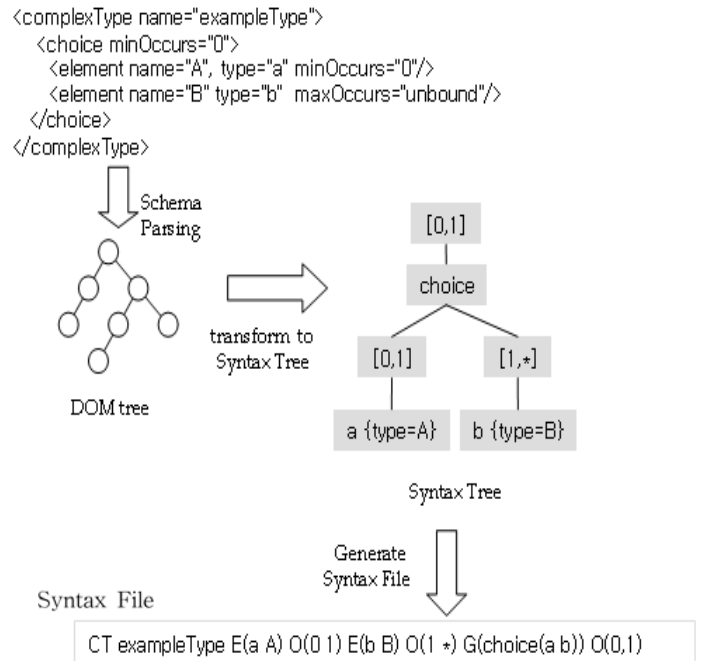 <complexType name="exampleType">
<choice minOccurs="0">
<element name="A", type="a" minOccurs="0"/>
<element name="B" type="b" maxOccurs="unbound"/>
</choice>
</complexType>
Schema
Parsing
[0,1]
choice
transform to
Syntax Tree
[0,1] [1,*]
DOM tree
a {type=A} b {type=B}
Syntax Tree
Generate
Syntax File
Syntax File
CT exampleType E(a A) O(0 1) E(b B) O(1 *) G(choice(a b)) O(0,1)